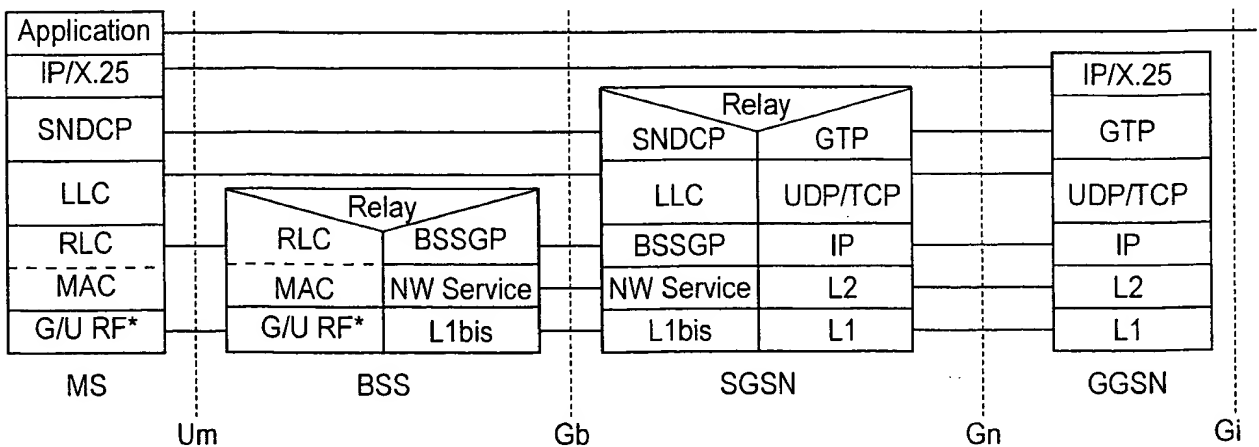 Application
IP/X.25
IP/X.25
Relay
SNDCP
SNDCP
GTP
GTP
LLC
Relay
LLC
UDP/TCP
UDP/TCP
RLC
RLC
BSSGP
BSSGP
IP
IP
MAC
MAC
NW Service
NW Service
L2
L2
G/U RF*
G/U RF*
L1bis
L1bis
L1
L1
MS
BSS
SGSN
GGSN
Um
Gb
Gn
Gi